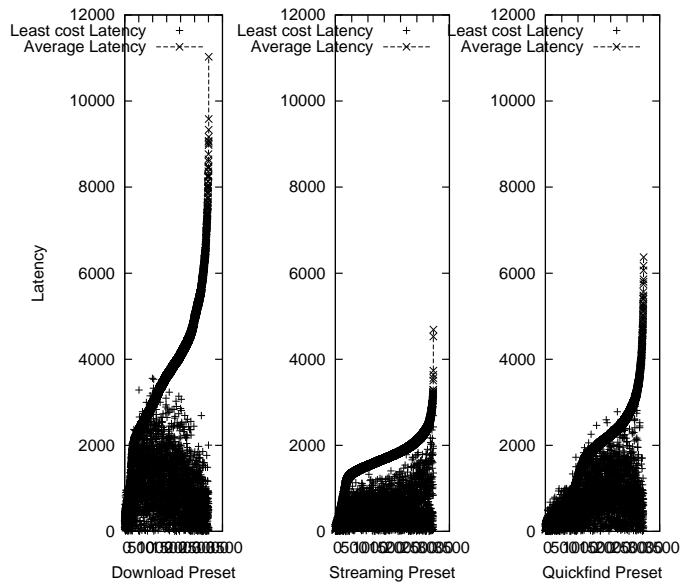 12000
Least cost Latency
Average Latency
10000
8000
6000
4000
2000
0
Latency
Download Preset
12000
Least cost Latency
Average Latency
10000
8000
6000
4000
2000
0
Streaming Preset
12000
Least cost Latency
Average Latency
10000
8000
6000
4000
2000
0
Quickfind Preset